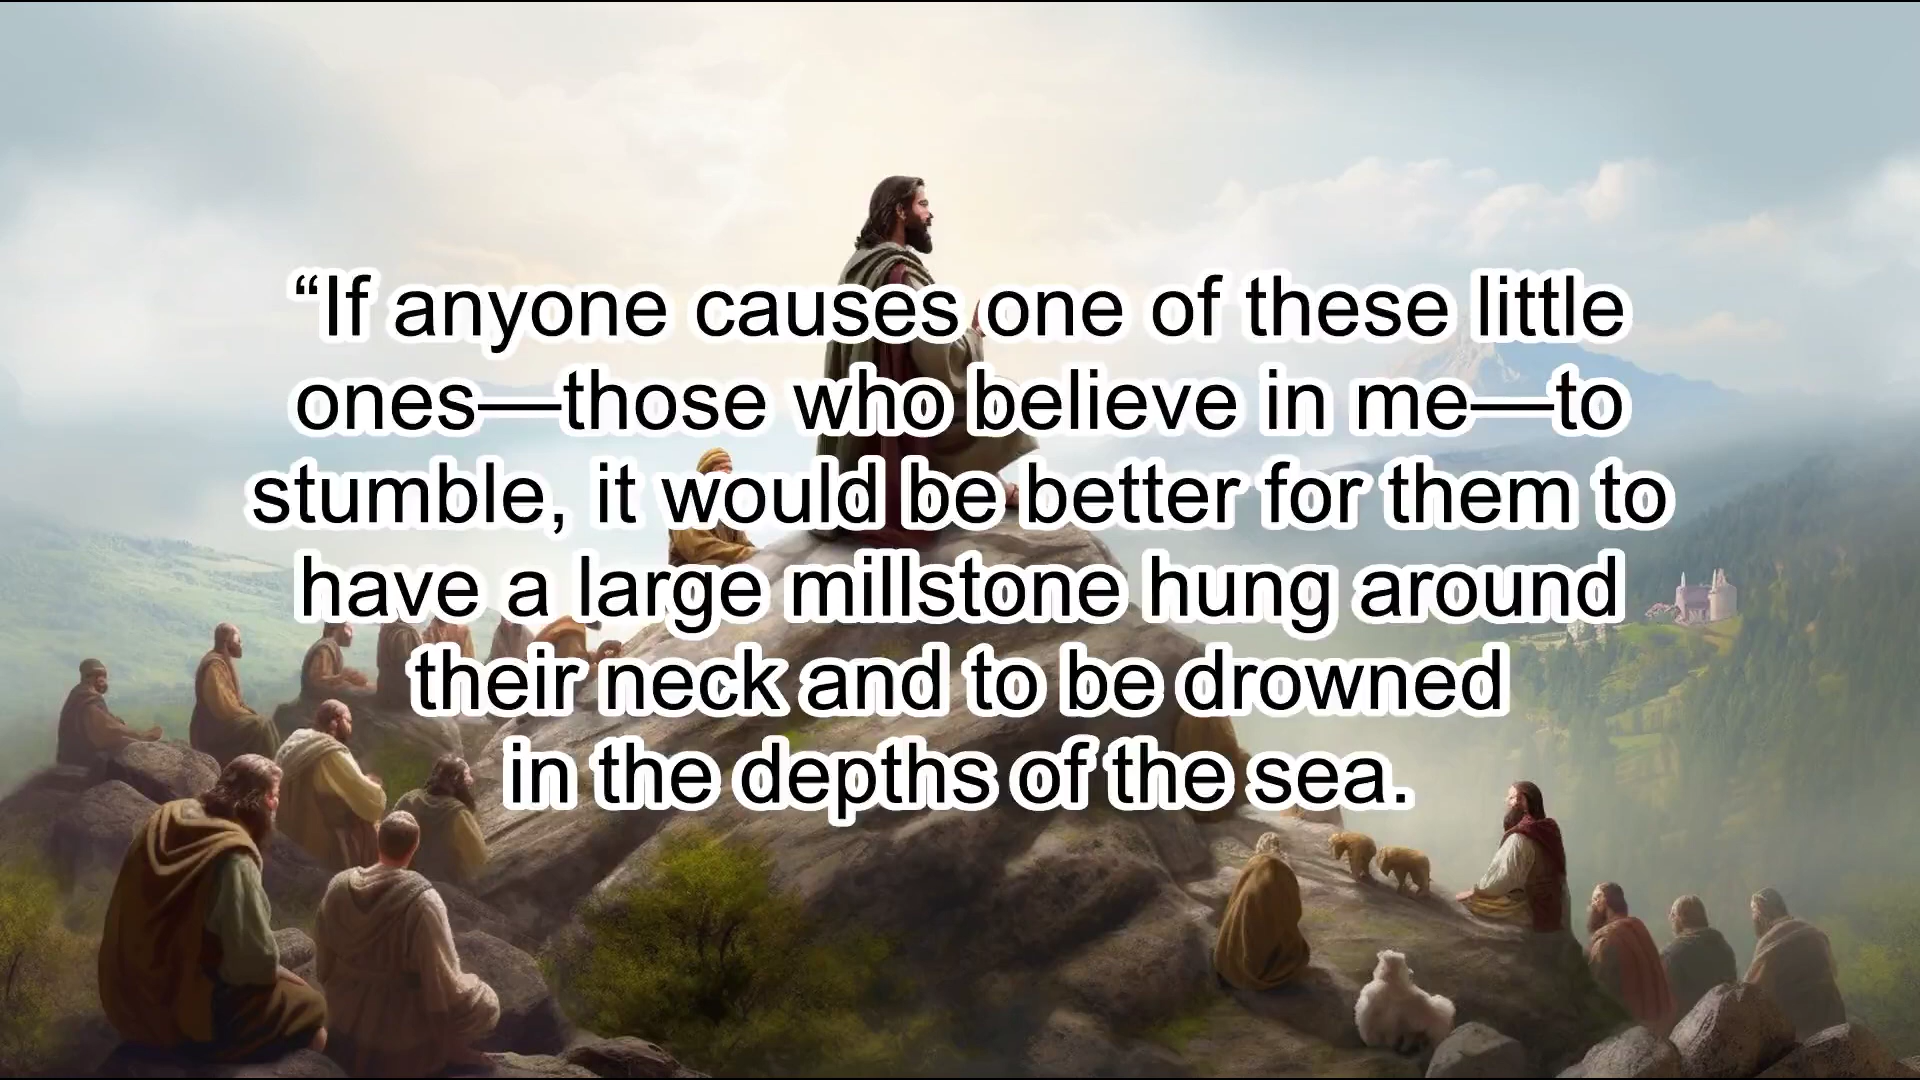 “If anyone causes one of these little
ones—those who believe in me—to
stumble, it would be better for them to
have a large millstone hung around
their neck and to be drowned
in the depths of the sea.